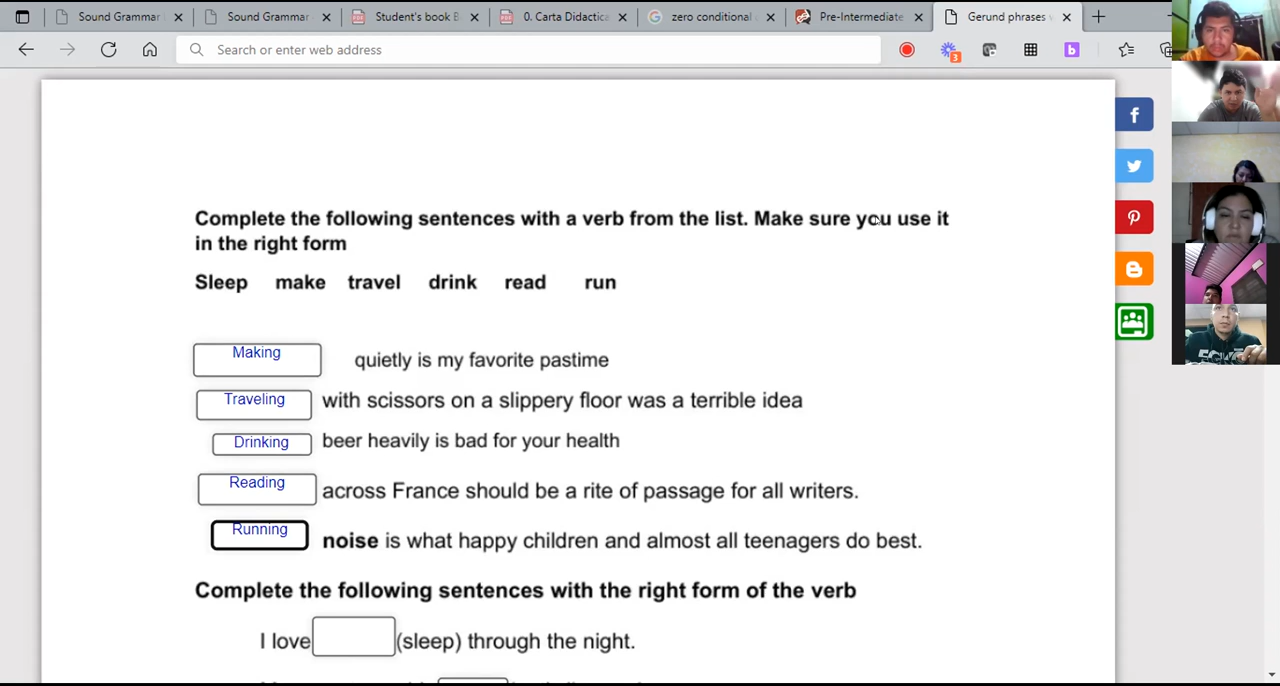 Sound Grammar
Sound Grammar
Student's book B
0. Carta Didactica
zero conditional
Pre-Intermediate
Gerund phrases
Search or enter web address
3
b
Complete the following sentences with a verb from the list. Make sure you use it
in the right form
Sleep make travel drink read run
Making quietly is my favorite pastime
Traveling with scissors on a slippery floor was a terrible idea
Drinking beer heavily is bad for your health
Reading across France should be a rite of passage for all writers.
Running noise is what happy children and almost all teenagers do best.
Complete the following sentences with the right form of the verb
I love (sleep) through the night.